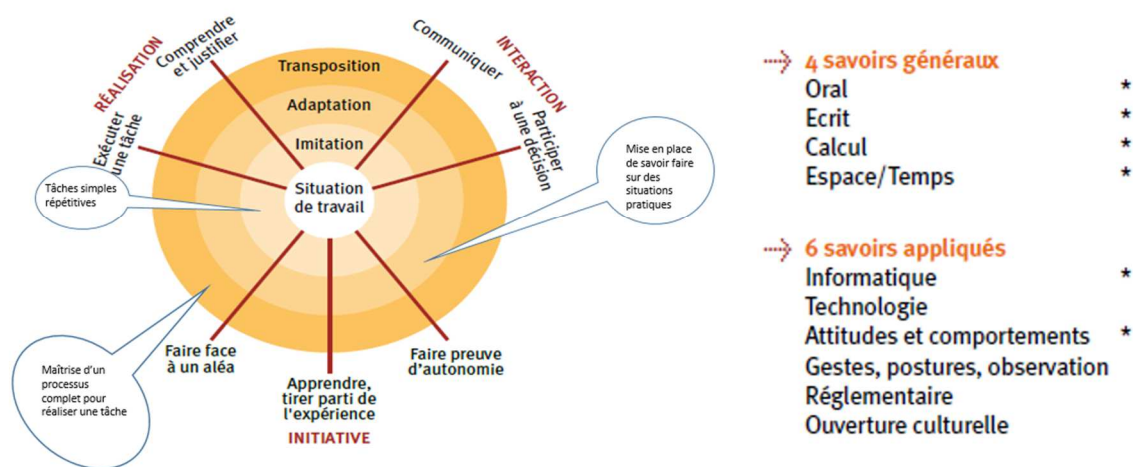 Comprendre
et justifier
RÉALISATION
Exécuter
une tâche
Communiquer
INTERACTION
Participer
à une décision
Transposition
Adaptation
Imitation
Situation
de travail
Tâches simples
répétitives
Mise en place
de savoir faire
sur des
situations
pratiques
Maîtrise d'un
processus
complet pour
réaliser une tâche
Faire face
à un aléa
Apprendre,
tirer parti de
l'expérience
INITIATIVE
Faire preuve
d'autonomie
4 savoirs généraux
Oral *
Ecrit *
Calcul *
Espace/Temps *
6 savoirs appliqués
Informatique *
Technologie
Attitudes et comportements *
Gestes, postures, observation
Réglementaire
Ouverture culturelle